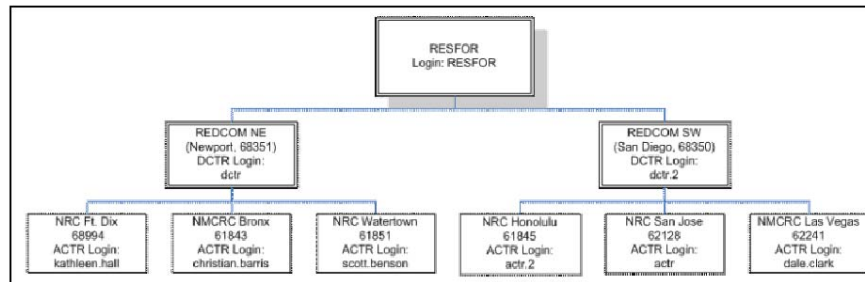 RESFOR
Login: RESFOR
REDCOM NE
(Newport, 68351)
DCTR Login:
dctr
REDCOM SW
(San Diego, 68350)
DCTR Login:
dctr.2
NRC Ft. Dix
68994
ACTR Login:
kathleen.hall
NMCRC Bronx
61843
ACTR Login:
christian.barris
NRC Watertown
61851
ACTR Login:
scott.benson
NRC Honolulu
61845
ACTR Login:
actr.2
NRC San Jose
62128
ACTR Login:
actr
NMCRC Las Vegas
62241
ACTR Login:
dale.clark